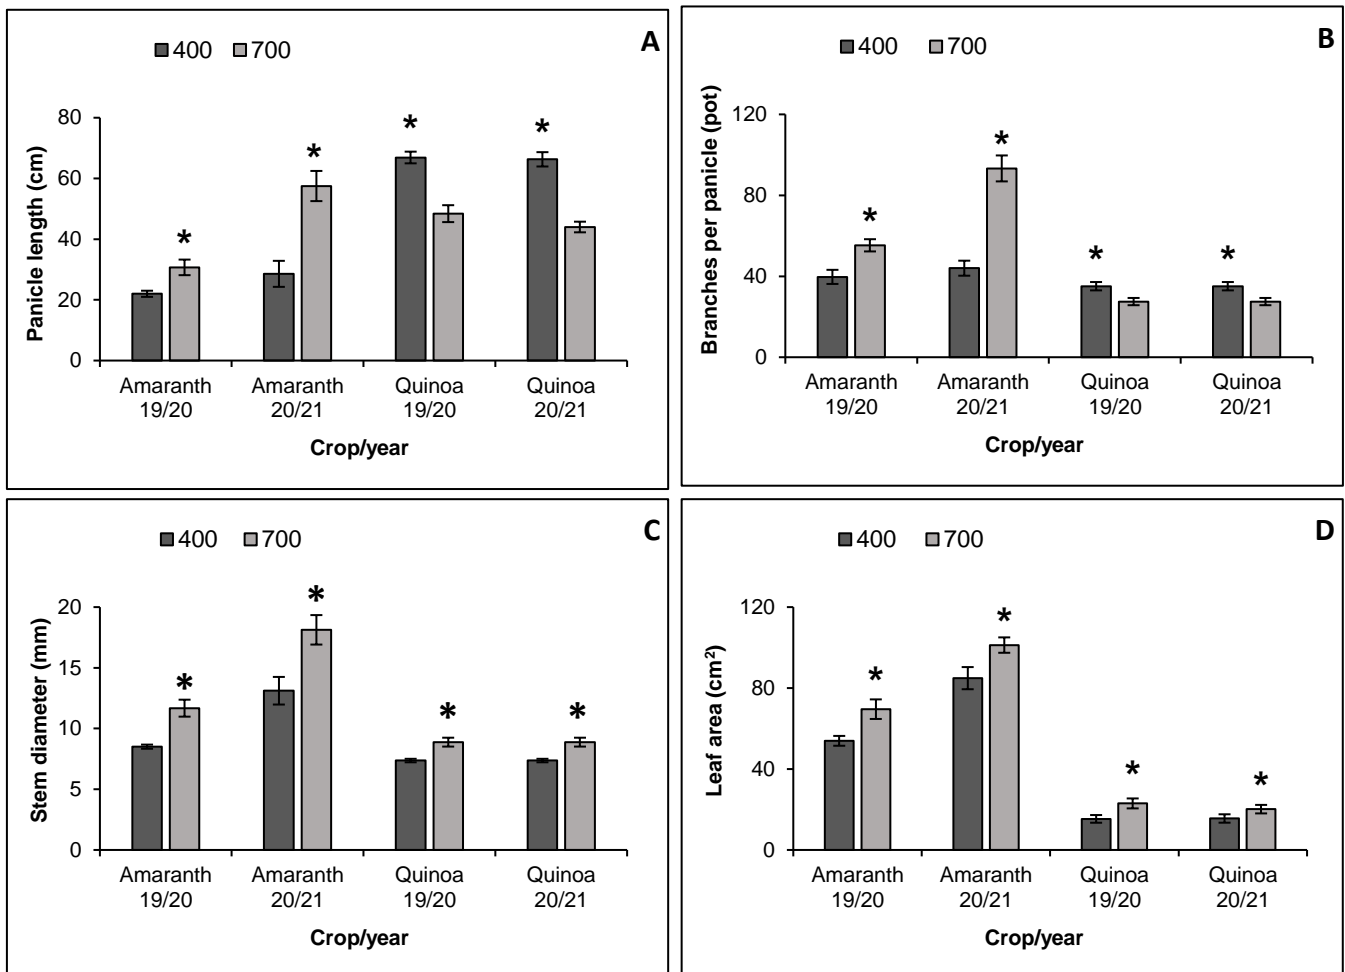 A
400 700
Panicle length (cm)
80
60
40
20
0
* * * *
Amaranth Amaranth Quinoa Quinoa
19/20 20/21 19/20 20/21
Crop/year
B
400 700
Branches per panicle (pot)
120
80
40
0
* * * *
Amaranth Amaranth Quinoa Quinoa
19/20 20/21 19/20 20/21
Crop/year
C
400 700
Stem diameter (mm)
20
15
10
5
0
* * * *
Amaranth Amaranth Quinoa Quinoa
19/20 20/21 19/20 20/21
Crop/year
D
400 700
Leaf area (cm²)
120
80
40
0
* * * *
Amaranth Amaranth Quinoa Quinoa
19/20 20/21 19/20 20/21
Crop/year